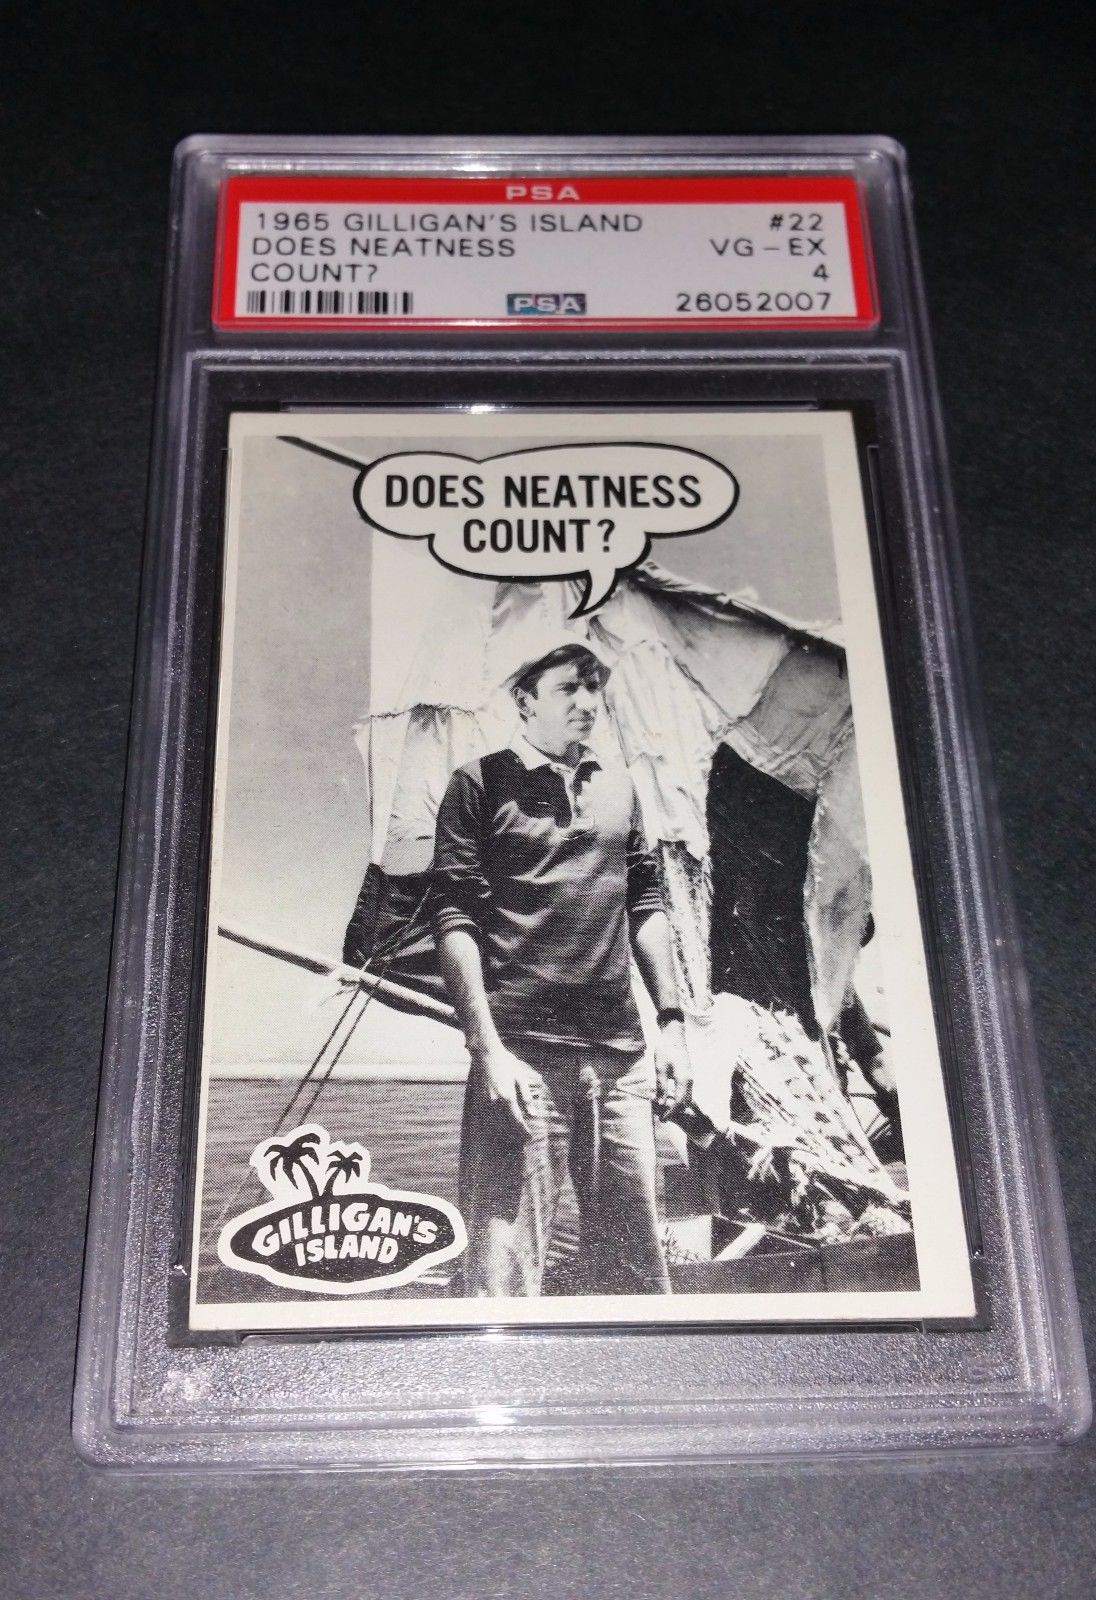 PSA
1965 GILLIGAN'S ISLAND #22
DOES NEATNESS VG - EX
COUNT? 4
PSA 26052007
DOES NEATNESS
COUNT?
GILLIGAN'S
ISLAND